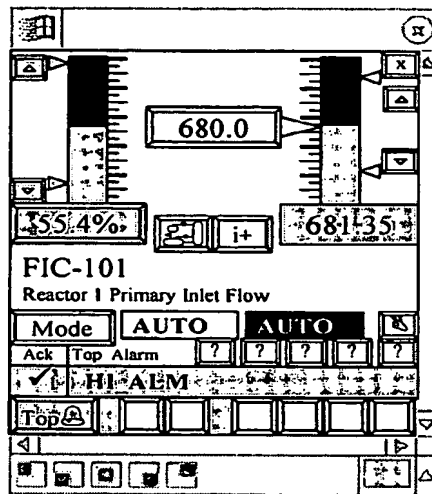 x
680.0
55.4%
i+
681.35
FIC-101
Reactor 1 Primary Inlet Flow
Mode AUTO AUTO
Ack Top Alarm ? ? ? ? ?
HI ALM
Top